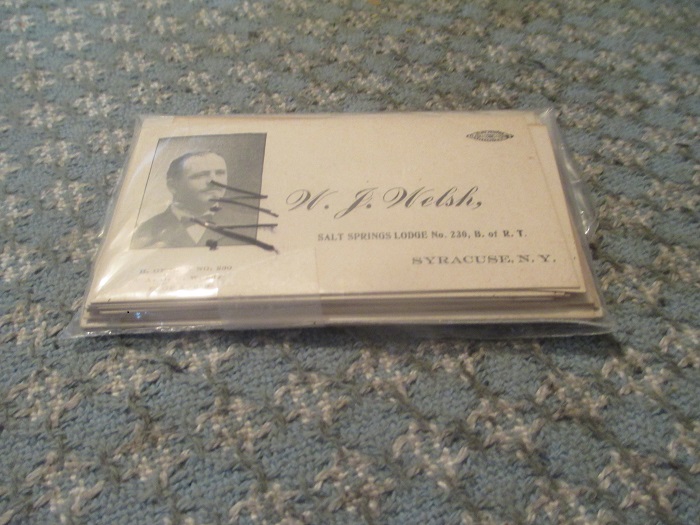 W. J. Welsh,
SALT SPRINGS LODGE No. 230, B. of R. T.
SYRACUSE, N. Y.